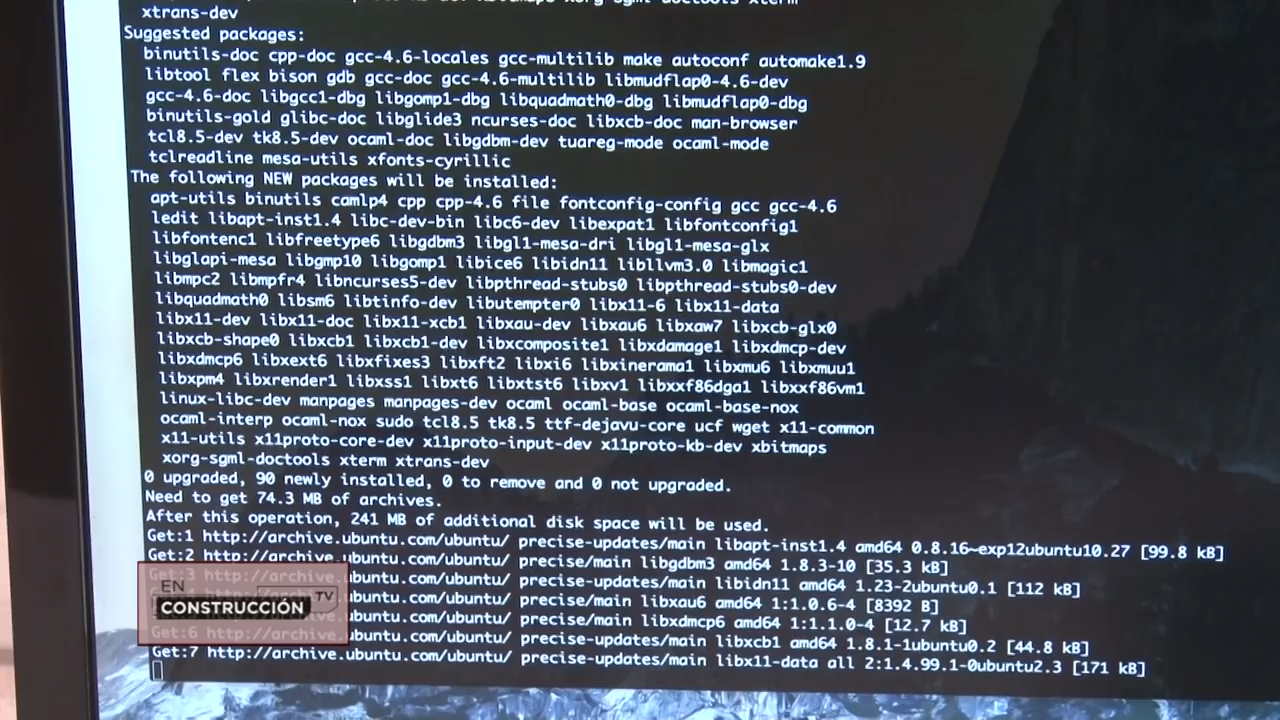 xtrans-dev
Suggested packages:
binutils-doc cpp-doc gcc-4.6-locales gcc-multilib make autoconf automake1.9
libtool flex bison gdb gcc-doc gcc-4.6-multilib libmudflap0-4.6-dev
gcc-4.6-doc libgcc1-dbg libgomp1-dbg libquadmath0-dbg libmudflap0-dbg
binutils-gold glibc-doc libglide3 ncurses-doc libxcb-doc man-browser
tcl8.5-dev tk8.5-dev ocaml-doc libgdbm-dev tuareg-mode ocaml-mode
tclreadline mesa-utils xfonts-cyrillic
The following NEW packages will be installed:
apt-utils binutils camlp4 cpp cpp-4.6 file fontconfig-config gcc gcc-4.6
ledit libapt-inst1.4 libc-dev-bin libc6-dev libexpat1 libfontconfig1
libfontenc1 libfreetype6 libgdbm3 libgl1-mesa-dri libgl1-mesa-glx
libglapi-mesa libgmp10 libgomp1 libice6 libidn11 libllvm3.0 libmagic1
libmpc2 libmpfr4 libncurses5-dev libpthread-stubs0 libpthread-stubs0-dev
libquadmath0 libsm6 libtinfo-dev libutempter0 libx11-6 libx11-data
libx11-dev libx11-doc libx11-xcb1 libxau-dev libxau6 libxaw7 libxcb-glx0
libxcb-shape0 libxcb1 libxcb1-dev libxcomposite1 libxdamage1 libxdmcp-dev
libxdmcp6 libxext6 libxfixes3 libxft2 libxi6 libxinerama1 libxmu6 libxmuu1
libxpm4 libxrender1 libxss1 libxt6 libxtst6 libxv1 libxxf86dga1 libxxf86vm1
linux-libc-dev manpages manpages-dev ocaml ocaml-base ocaml-base-nox
ocaml-interp ocaml-nox sudo tcl8.5 tk8.5 ttf-dejavu-core ucf wget x11-common
x11-utils x11proto-core-dev x11proto-input-dev x11proto-kb-dev xbitmaps
xorg-sgml-doctools xterm xtrans-dev
0 upgraded, 90 newly installed, 0 to remove and 0 not upgraded.
Need to get 74.3 MB of archives.
After this operation, 241 MB of additional disk space will be used.
Get:1 http://archive.ubuntu.com/ubuntu/ precise-updates/main libapt-inst1.4 amd64 0.8.16~exp12ubuntu10.27 [99.8 kB]
Get:2 http://archive.ubuntu.com/ubuntu/ precise/main libgdbm3 amd64 1.8.3-10 [35.3 kB]
Get:3 http://archive.ubuntu.com/ubuntu/ precise/main libidn11 amd64 1.23-2ubuntu0.1 [112 kB]
ubuntu.com/ubuntu/ precise/main libxau6 amd64 1:1.0.6-4 [8392 B]
ubuntu.com/ubuntu/ precise/main libxdmcp6 amd64 1:1.1.0-4 [12.7 kB]
Get:6 http://archive.ubuntu.com/ubuntu/ precise-updates/main libxcb1 amd64 1.8.1-1ubuntu0.2 [44.8 kB]
Get:7 http://archive.ubuntu.com/ubuntu/ precise-updates/main libx11-data all 2:1.4.99.1-0ubuntu2.3 [171 kB]
EN
CONSTRUCCIÓN TV